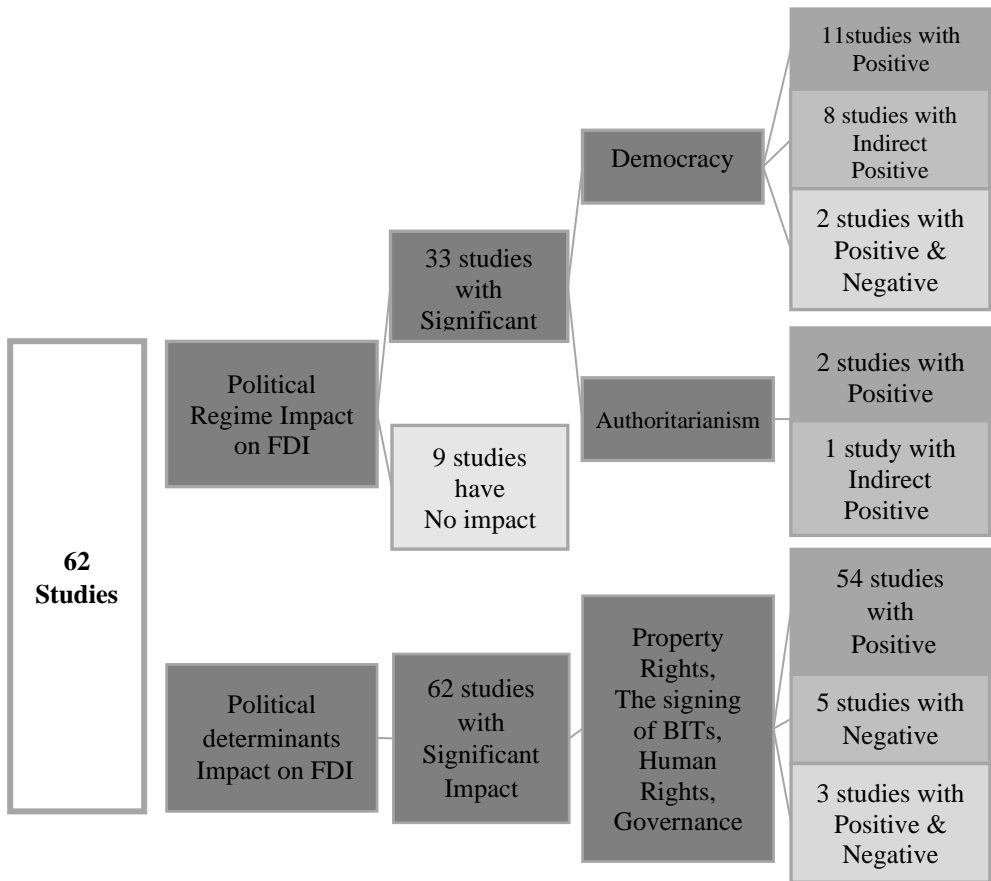 62
Studies
Political
Regime Impact
on FDI
33 studies
with
Significant
9 studies
have
No impact
Democracy
11studies with
Positive
8 studies with
Indirect
Positive
2 studies with
Positive &
Negative
Authoritarianism
2 studies with
Positive
1 study with
Indirect
Positive
Political
determinants
Impact on FDI
62 studies
with
Significant
Impact
Property
Rights,
The signing
of BITs,
Human
Rights,
Governance
54 studies
with
Positive
5 studies with
Negative
3 studies with
Positive &
Negative